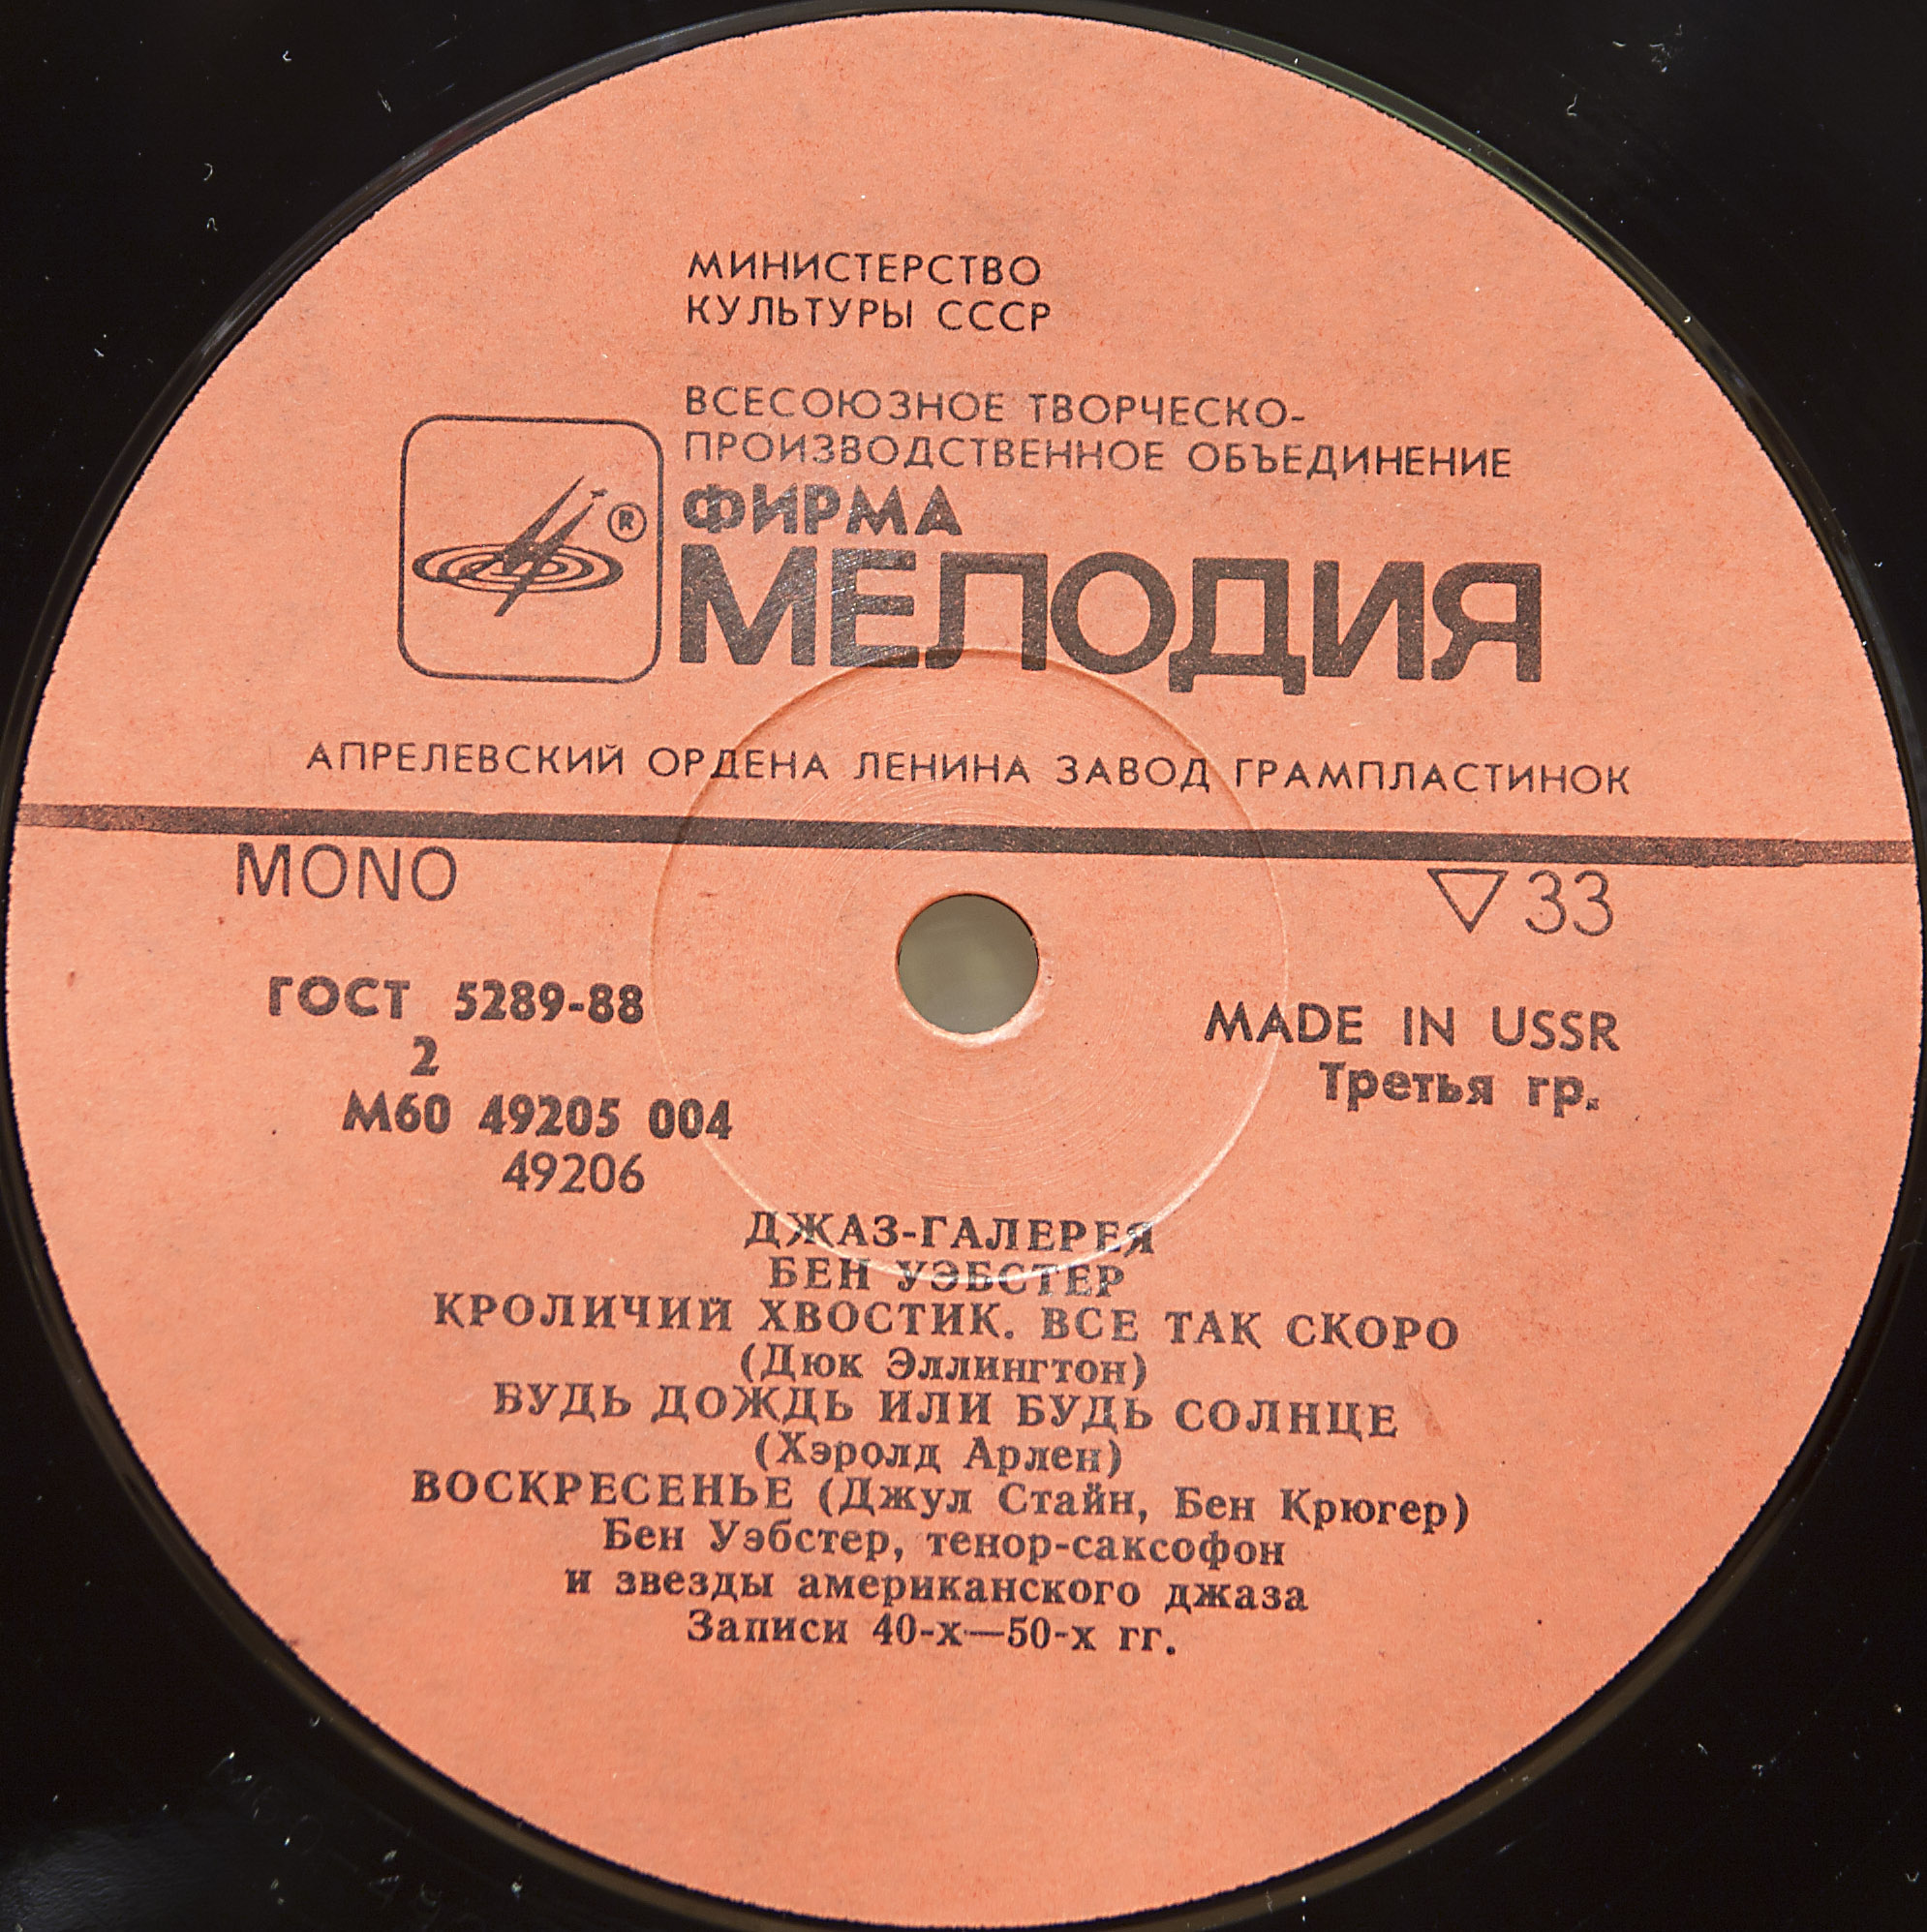 МИНИСТЕРСТВО
КУЛЬТУРЫ СССР
ВСЕСОЮЗНОЕ ТВОРЧЕСКО-
ПРОИЗВОДСТВЕННОЕ ОБЪЕДИНЕНИЕ
®
ФИРМА
МЕЛОДИЯ
АПРЕЛЕВСКИЙ ОРДЕНА ЛЕНИНА ЗАВОД ГРАМПЛАСТИНОК
MONO
▽33
ГОСТ 5289-88
MADE IN USSR
2
Третья гр.
М60 49205 004
49206
ДЖАЗ-ГАЛЕРЕЯ
БЕН УЭБСТЕР
КРОЛИЧИЙ ХВОСТИК. ВСЕ ТАК СКОРО
(Дюк Эллингтон)
БУДЬ ДОЖДЬ ИЛИ БУДЬ СОЛНЦЕ
(Хэролд Арлен)
ВОСКРЕСЕНЬЕ (Джул Стайн, Бен Крюгер)
Бен Уэбстер, тенор-саксофон
и звезды американского джаза
Записи 40-х—50-х гг.